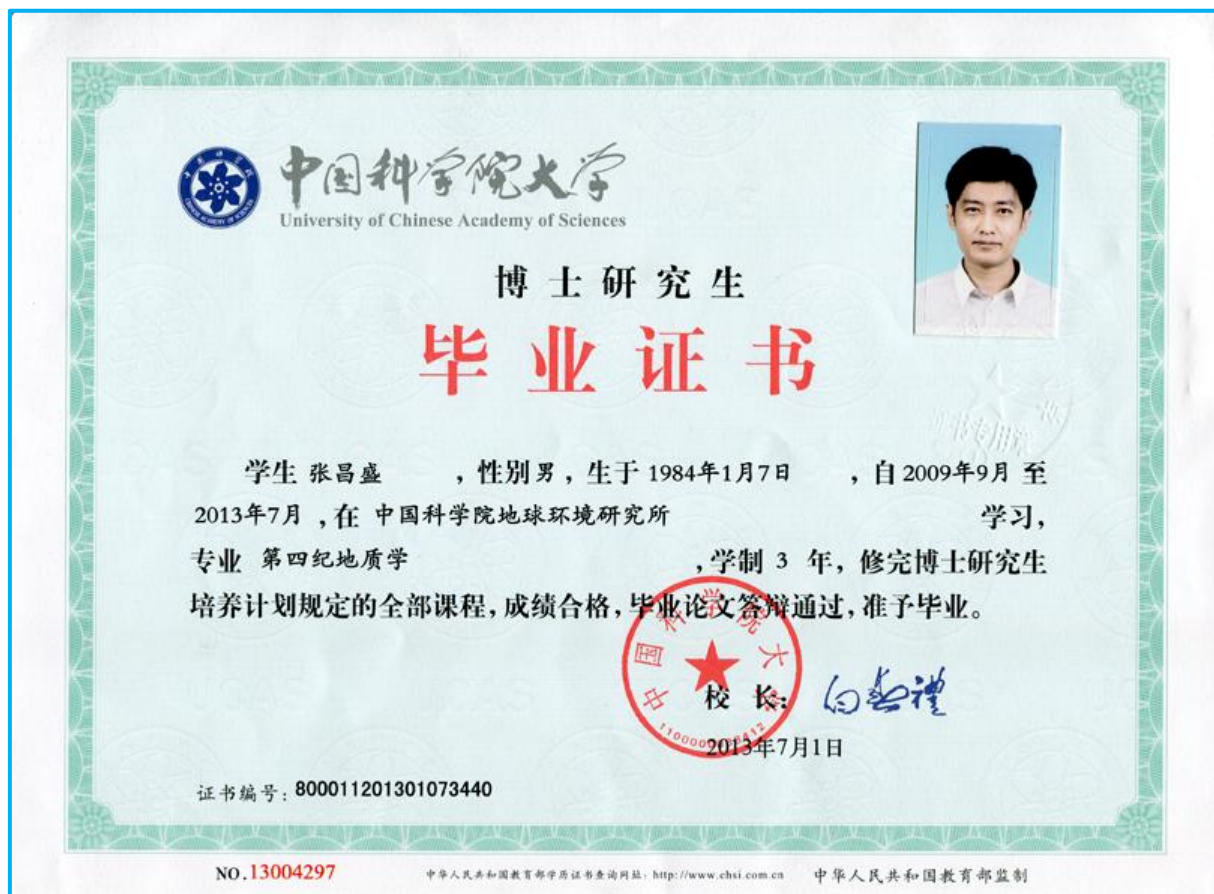 中国科学院大学
University of Chinese Academy of Sciences
博士研究生
毕业证书
学生 张昌盛 ，性别男，生于 1984年1月7日 ，自 2009年9月 至
2013年7月 ，在 中国科学院地球环境研究所 学习，
专业 第四纪地质学 ，学制 3 年，修完博士研究生
培养计划规定的全部课程，成绩合格，毕业论文答辩通过，准予毕业。
中国科学院大学
校 长：
2013年7月1日
证书编号：800011201301073440
NO.13004297
中华人民共和国教育部学历证书查询网址：http://www.chsi.com.cn
中华人民共和国教育部监制